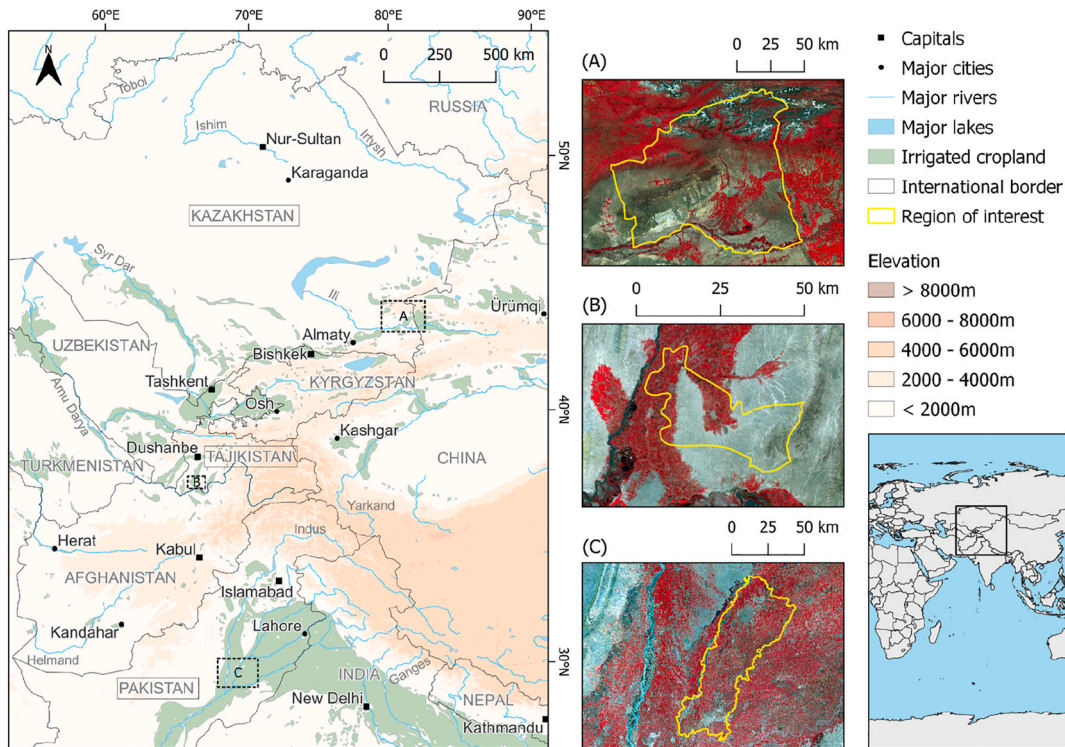 60°E
70°E
80°E
90°E
N
0 250 500 km
RUSSIA
Tobol
Ishim
Irtysh
Nur-Sultan
50°N
Karaganda
KAZAKHSTAN
Syr Dar
Ili
Ürümqi
A
Almaty
UZBEKISTAN
Bishkek
Tashkent
KYRGYZSTAN
Amu Darya
Osh
40°N
Kashgar
Dushanbe
TAJIKISTAN
CHINA
TURKMENISTAN
B
Yarkand
Indus
Herat
Kabul
AFGHANISTAN
Islamabad
Kandahar
Lahore
Helmand
30°N
C
INDIA
Ganges
PAKISTAN
NEPAL
New Delhi
Kathmandu
(A)
0 25 50 km
(B)
0 25 50 km
(C)
0 25 50 km
Capitals
Major cities
Major rivers
Major lakes
Irrigated cropland
International border
Region of interest
Elevation
> 8000m
6000 - 8000m
4000 - 6000m
2000 - 4000m
< 2000m